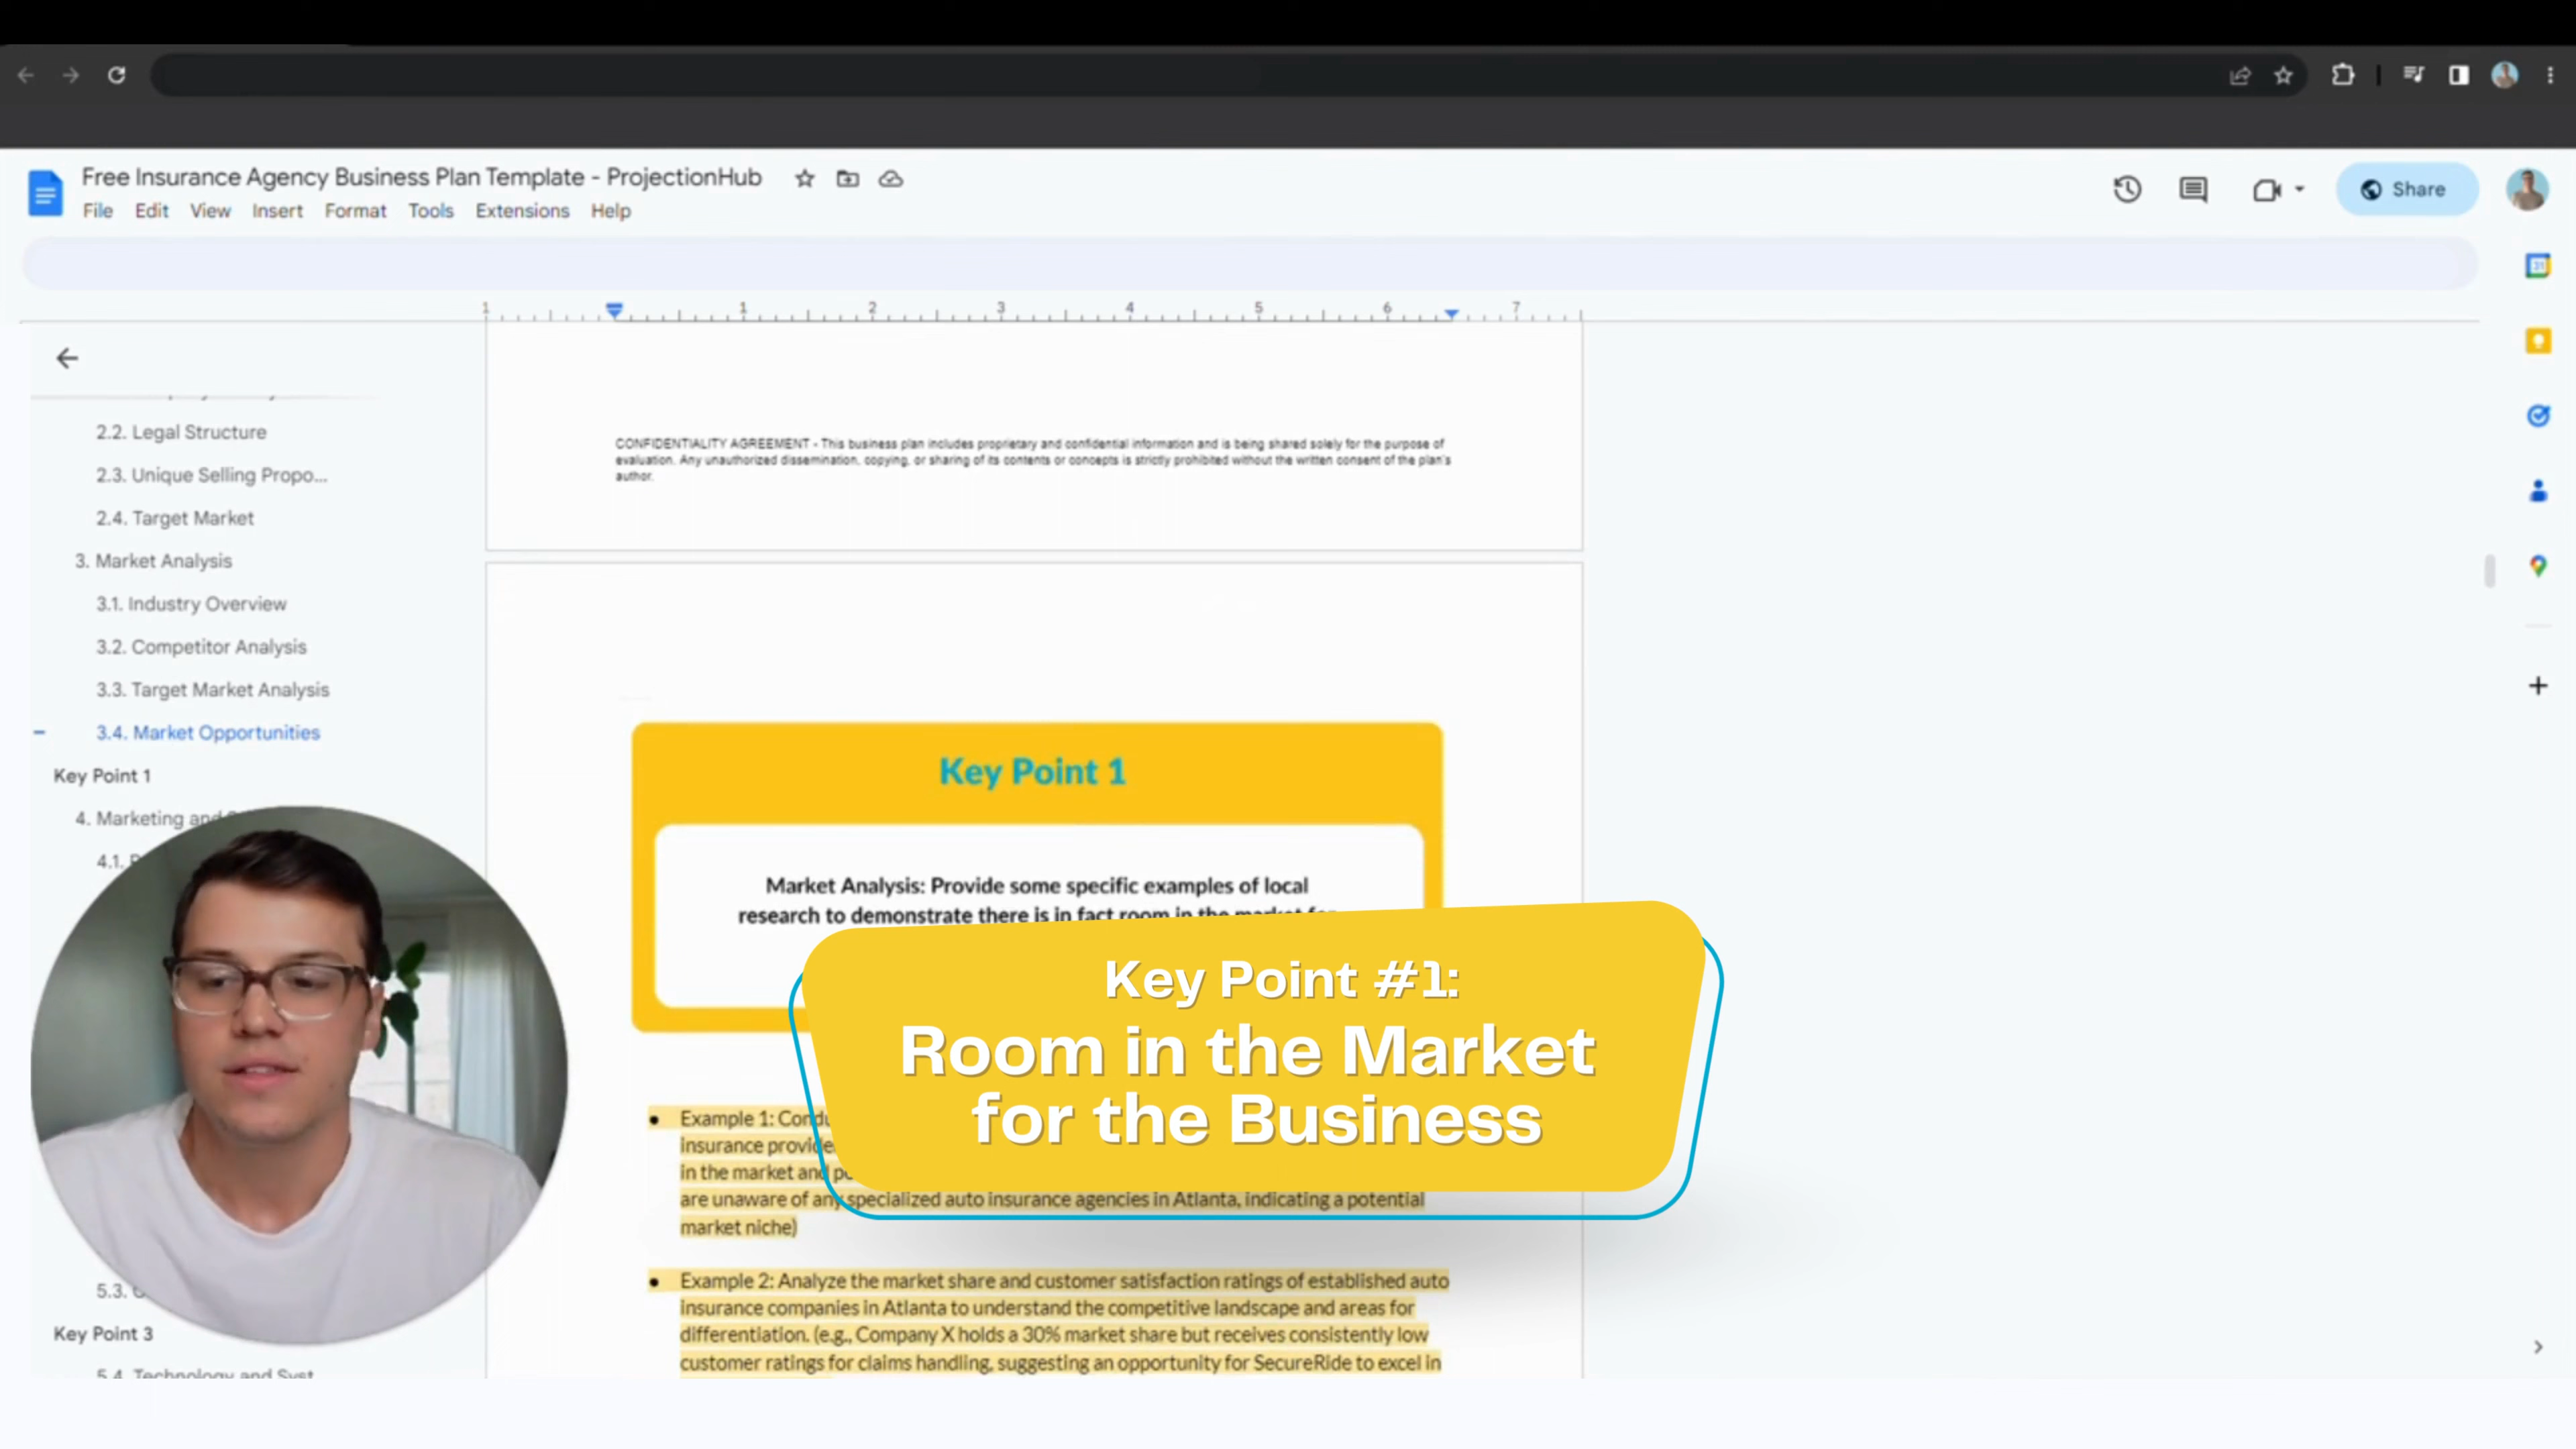 Free Insurance Agency Business Plan Template - ProjectionHub
File Edit View Insert Format Tools Extensions Help
Share
31
1 1 2 3 4 5 6 7
2.2. Legal Structure
2.3. Unique Selling Propo...
2.4. Target Market
3. Market Analysis
3.1. Industry Overview
3.2. Competitor Analysis
3.3. Target Market Analysis
3.4. Market Opportunities
Key Point 1
4. Marketing and
4.1.
5.3.
Key Point 3
5.4. Technology and Syst
CONFIDENTIALITY AGREEMENT - This business plan includes proprietary and confidential information and is being shared solely for the purpose of
evaluation. Any unauthorized dissemination, copying, or sharing of its contents or concepts is strictly prohibited without the written consent of the plan's
author.
Key Point 1
Market Analysis: Provide some specific examples of local
research to demonstrate there is in fact room in the market for
Key Point #1:
Room in the Market
for the Business
Example 1:
insurance
in the market and
are unaware of any specialized auto insurance agencies in Atlanta, indicating a potential
market niche)
Example 2: Analyze the market share and customer satisfaction ratings of established auto
insurance companies in Atlanta to understand the competitive landscape and areas for
differentiation. (e.g., Company X holds a 30% market share but receives consistently low
customer ratings for claims handling, suggesting an opportunity for SecureRide to excel in